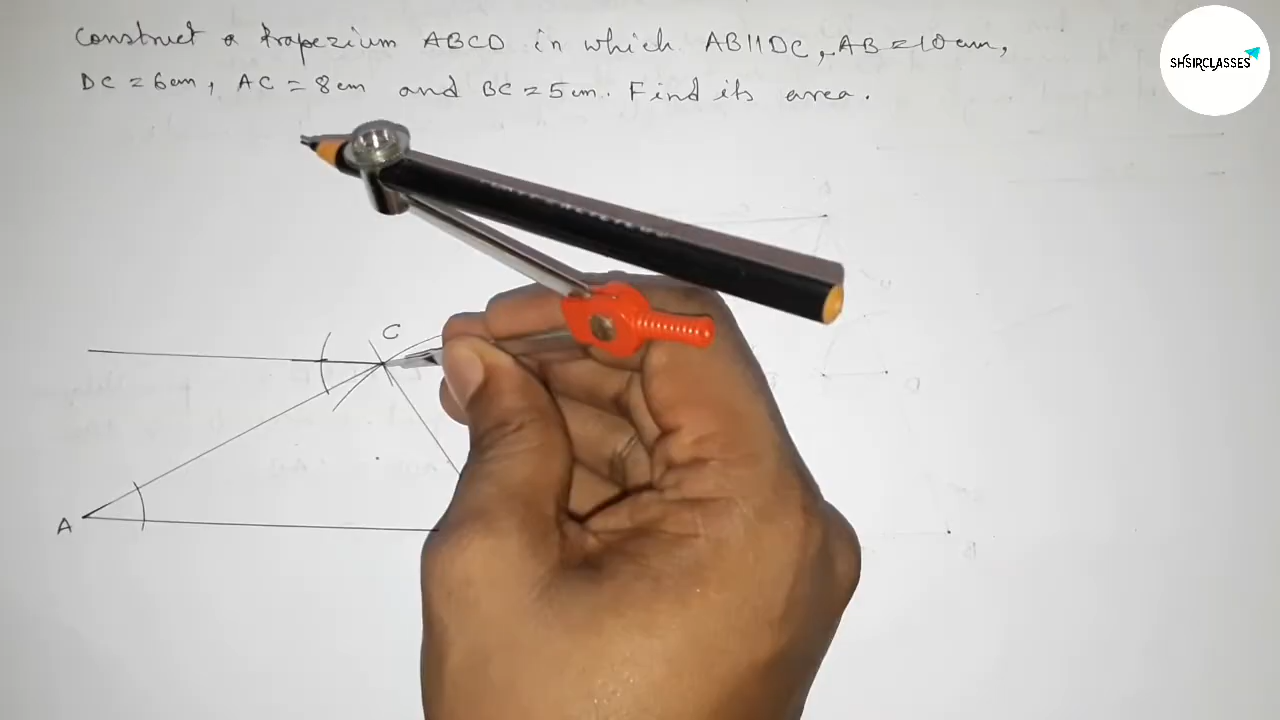 Construct a trapezium ABCD in which AB||DC, AB = 10 cm,
DC = 6cm, AC = 8 cm and BC = 5 cm. Find its area.
SHSIRCLASSES
C
A